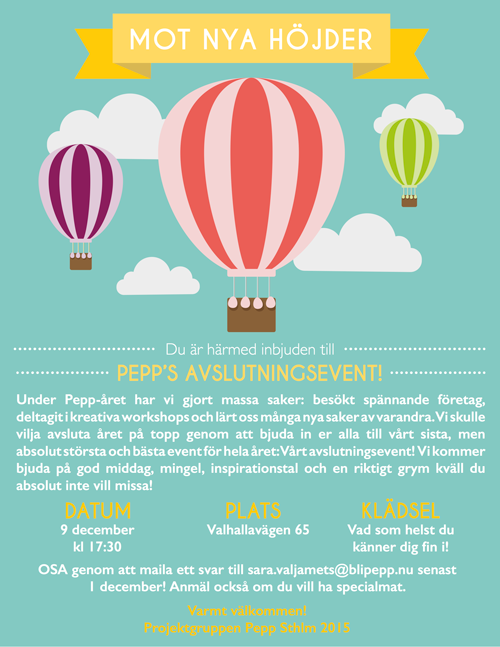 MOT NYA HÖJDER
Du är härmed inbjuden till
PEPP'S AVSLUTNINGSEVENT!
Under Pepp-året har vi gjort massa saker: besökt spännande företag,
deltagit i kreativa workshops och lärt oss många nya saker av varandra. Vi skulle
vilja avsluta året på topp genom att bjuda in er alla till vårt sista, men
absolut största och bästa event för hela året: Vårt avslutningsevent! Vi kommer
bjuda på god middag, mingel, inspirationstal och en riktigt grym kväll du
absolut inte vill missa!
DATUM
9 december
kl 17:30
PLATS
Valhallavägen 65
KLÄDSEL
Vad som helst du
känner dig fin i!
OSA genom att maila ett svar till sara.valjamets@blipepp.nu senast
1 december! Anmäl också om du vill ha specialmat.
Varmt välkommen!
Projektgruppen Pepp Sthlm 2015